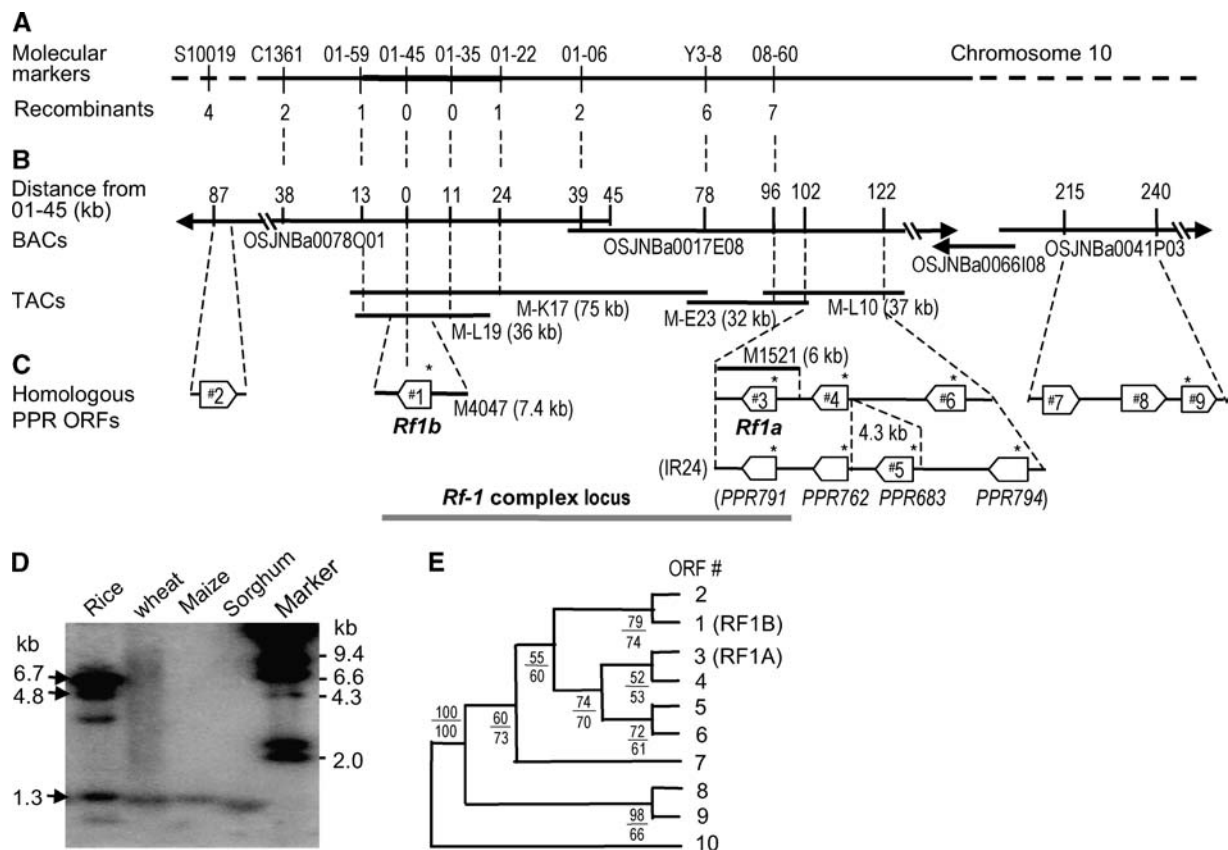 A
Molecular markers
S10019 C1361 01-59 01-45 01-35 01-22 01-06 Y3-8 08-60 Chromosome 10
Recombinants 4 2 1 0 0 1 2 6 7
B
Distance from 01-45 (kb)
87 38 13 0 11 24 39 45 78 96 102 122 215 240
BACs OSJNBa0078O01 OSJNBa0017E08 OSJNBa0066I08 OSJNBa0041P03
TACs M-K17 (75 kb) M-L19 (36 kb) M-E23 (32 kb) M-L10 (37 kb)
C
Homologous PPR ORFs
M1521 (6 kb)
* * * * *
#2 #1 #3 #4 #6 #7 #8 #9
M4047 (7.4 kb)
Rf1b Rf1a 4.3 kb
* * * *
(IR24) #5
(PPR791 PPR762 PPR683 PPR794)
Rf-1 complex locus
D
Rice wheat Maize Sorghum Marker
kb kb
6.7 4.8 1.3
9.4 6.6 4.3 2.0
E
ORF #
2
1 (RF1B)
3 (RF1A)
4
5
6
7
8
9
10
79
74
55
60
52
53
74
70
100
100
60
73
72
61
98
66